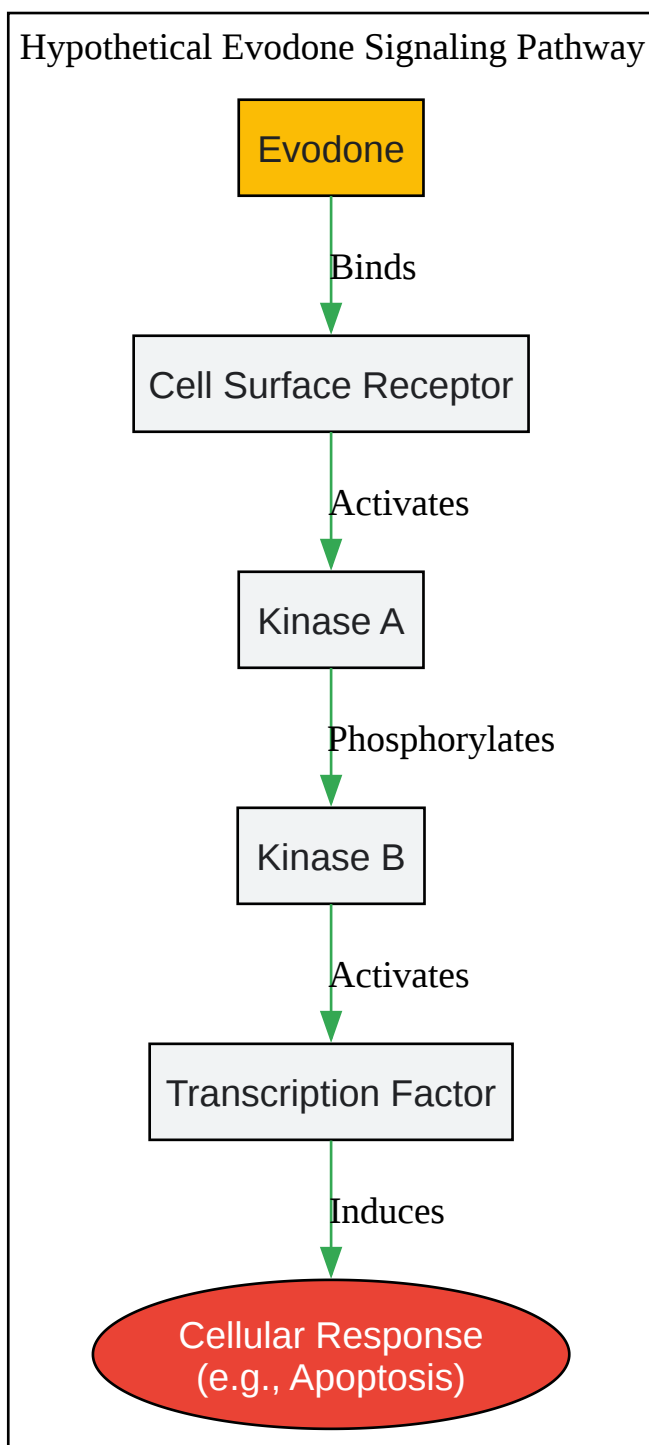 Hypothetical Evodone Signaling Pathway
Evodone
Binds
Cell Surface Receptor
Activates
Kinase A
Phosphorylates
Kinase B
Activates
Transcription Factor
Induces
Cellular Response
(e.g., Apoptosis)